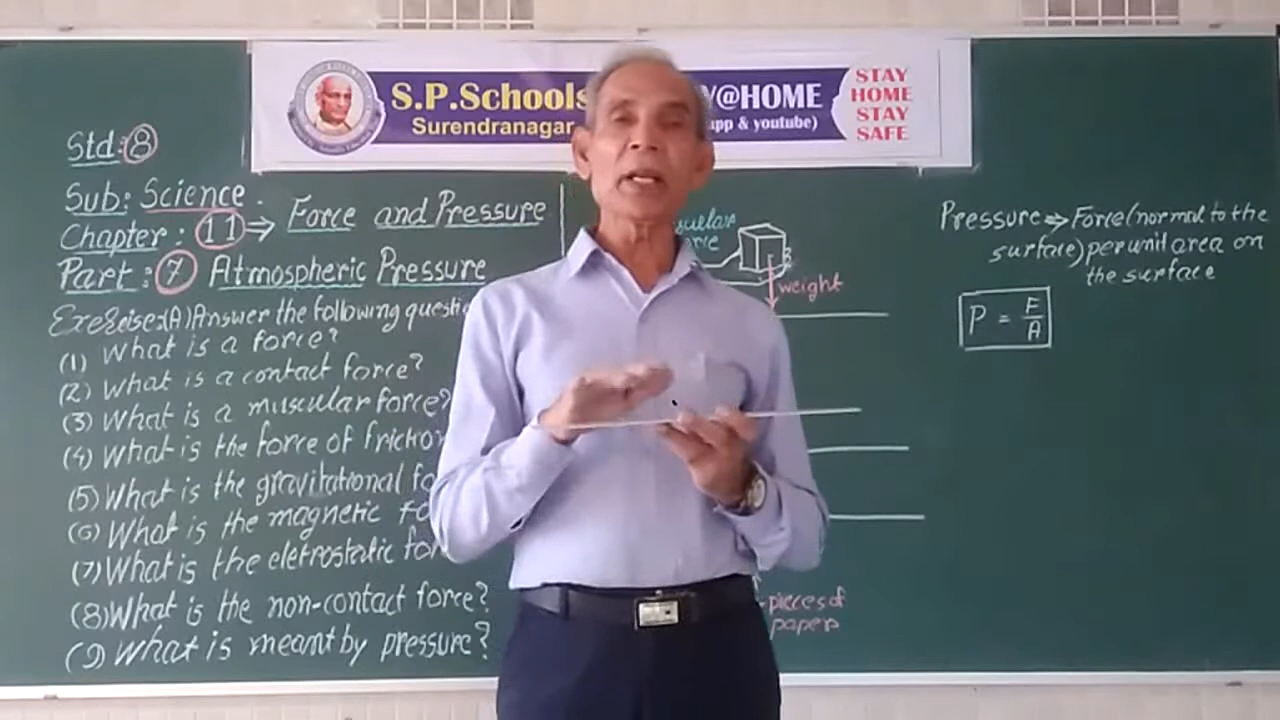 S.P.Schools
Y@HOME
Surendranagar
app & youtube)
STAY
HOME
STAY
SAFE
Std: 8
Sub: Science.
Chapter: 11 ⇒ Force and Pressure
Part: 7 Atmospheric Pressure
Exercise:(A) Answer the following questio
(1) What is a force?
(2) What is a contact force?
(3) What is a muscular force?
(4) What is the force of friction
(5) What is the gravitational fo
(6) What is the magnetic fo
(7) What is the eletrostatic for
(8) What is the non-contact force?
(9) What is meant by pressure?
cular
rce
weight
pieces of
paper
Pressure ⇒ Force (normal to the
surface) per unit area on
the surface
P = F/A